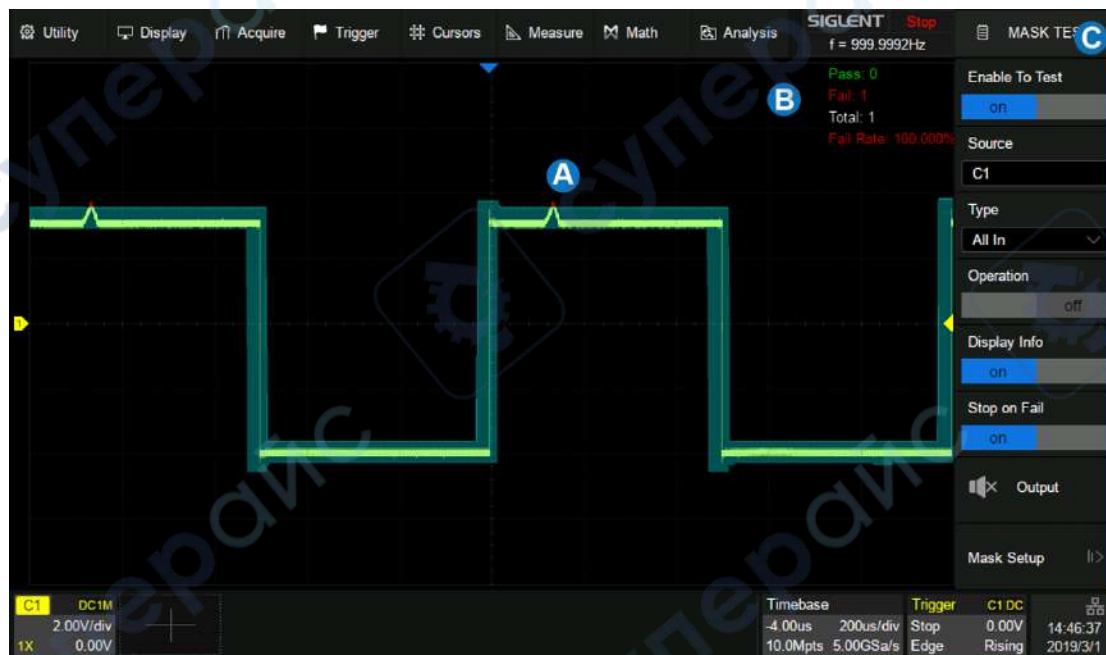 Utility Display Acquire Trigger Cursors Measure Math Analysis
SIGLENT Stop
f = 999.9992Hz
MASK TES
C
Pass: 0
Fail: 1
Total: 1
Fail Rate: 100.000%
B
A
Enable To Test
on
Source
C1
Type
All In
Operation
off
Display Info
on
Stop on Fail
on
Output
Mask Setup
1
C1 DC1M
2.00V/div
1X 0.00V
Timebase
-4.00us 200us/div
10.0Mpts 5.00GSa/s
Trigger C1 DC
Stop 0.00V
Edge Rising
14:46:37
2019/3/1
суперайс